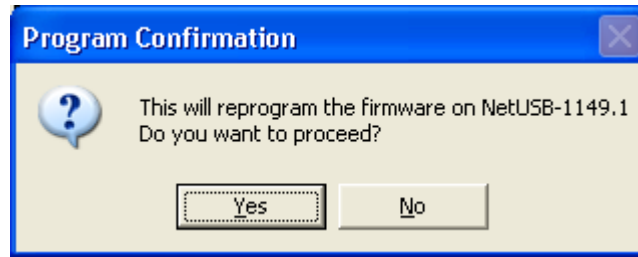 Program Confirmation
This will reprogram the firmware on NetUSB-1149.1
Do you want to proceed?
Yes
No